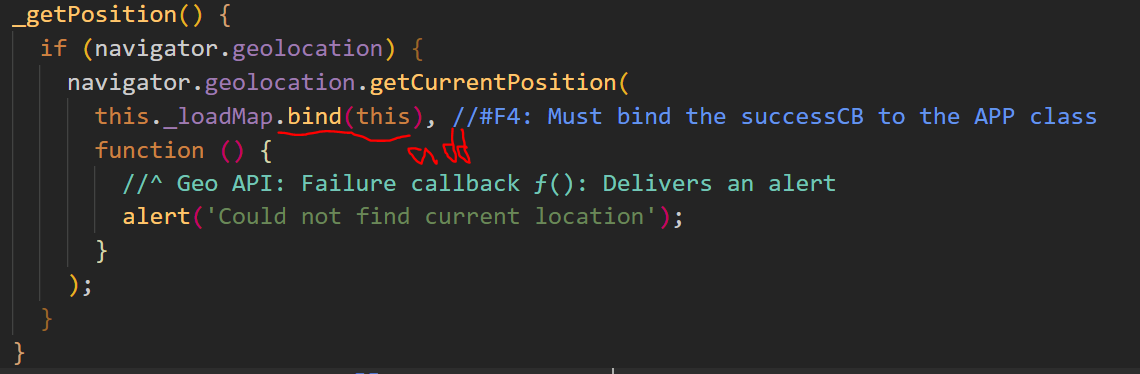 _getPosition() {
if (navigator.geolocation) {
navigator.geolocation.getCurrentPosition(
this._loadMap.bind(this), //#F4: Must bind the successCB to the APP class
add
function () {
//^ Geo API: Failure callback ƒ(): Delivers an alert
alert('Could not find current location');
}
);
}
}